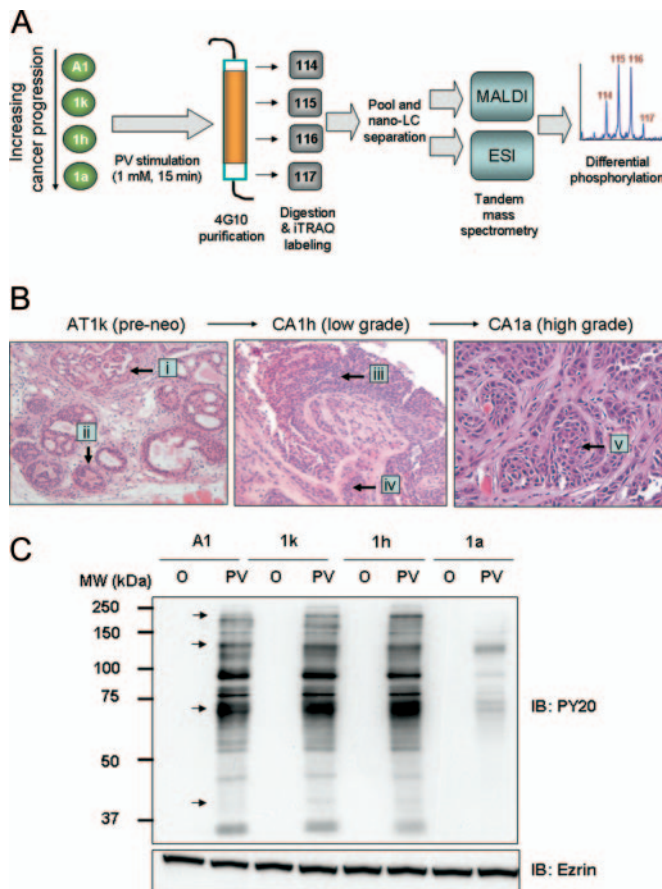 A
Increasing
cancer progression
A1
1k
1h
1a
PV stimulation
(1 mM, 15 min)
4G10
purification
114
115
116
117
Digestion
& iTRAQ
labeling
Pool and
nano-LC
separation
MALDI
ESI
Tandem
mass
spectrometry
115 116
114
117
Differential
phosphorylation
B
AT1k (pre-neo) CA1h (low grade) CA1a (high grade)
i
ii
iii
iv
v
C
A1 1k 1h 1a
MW (kDa) O PV O PV O PV O PV
250
150
100
75
50
37
IB: PY20
IB: Ezrin